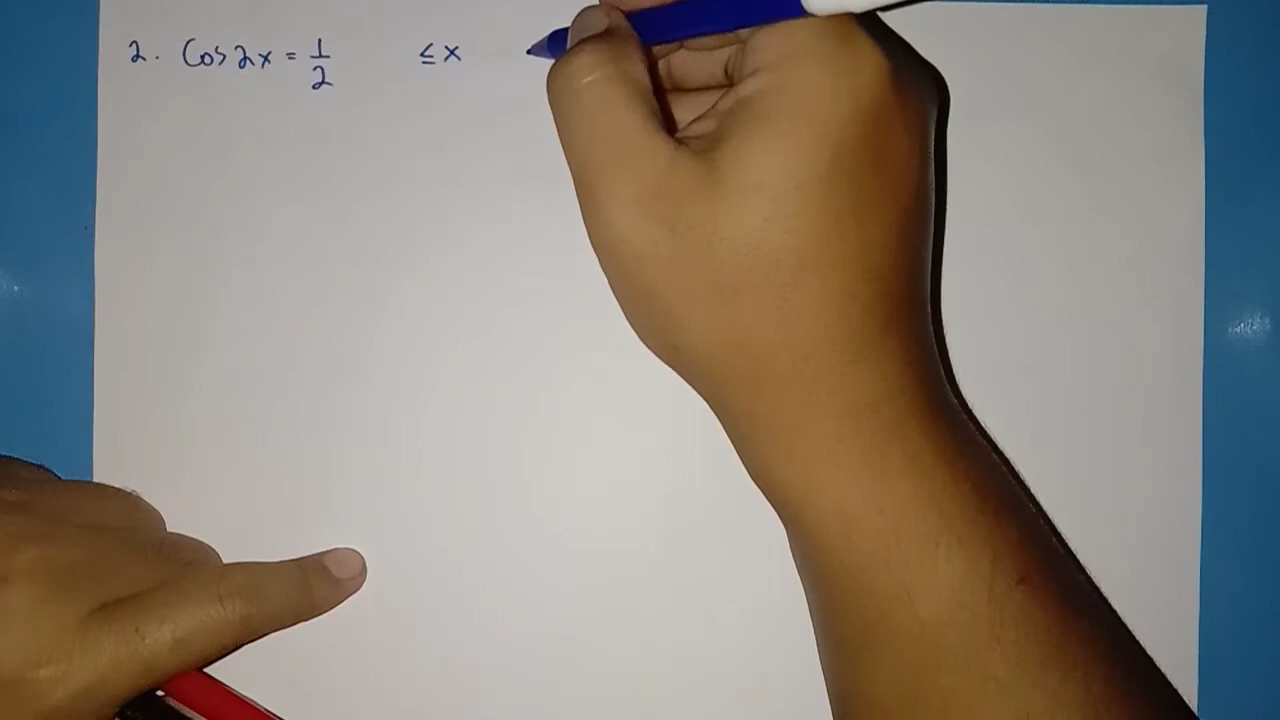 2. Cos 2x = 1/2 ≤ x